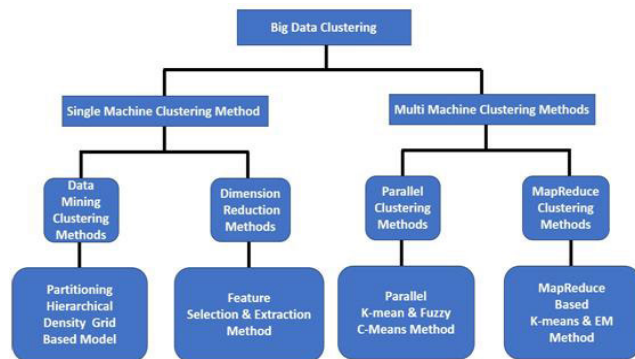 Big Data Clustering
Single Machine Clustering Method
Multi Machine Clustering Methods
Data
Mining
Clustering
Methods
Dimension
Reduction
Methods
Parallel
Clustering
Methods
MapReduce
Clustering
Methods
Partitioning
Hierarchical
Density Grid
Based Model
Feature
Selection & Extraction
Method
Parallel
K-mean & Fuzzy
C-Means Method
MapReduce
Based
K-means & EM
Method